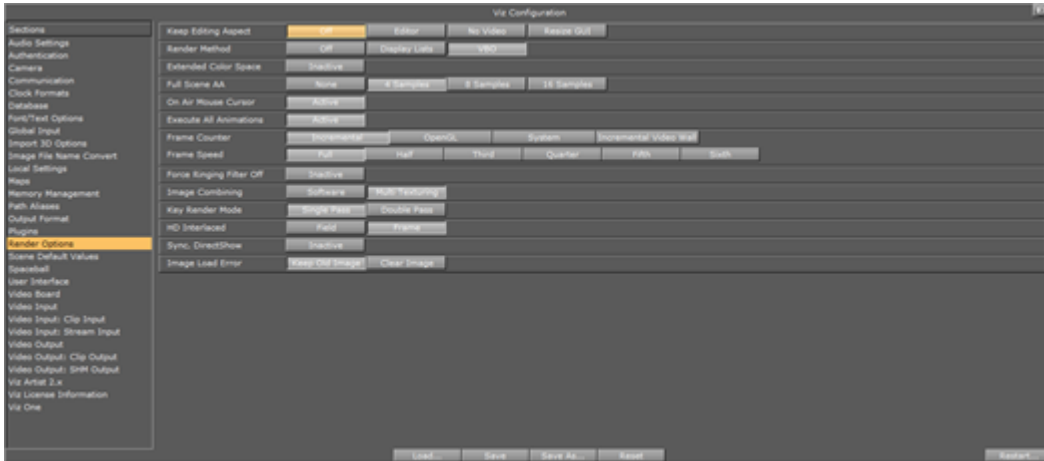 Viz Configuration
Sections
Audio Settings
Authentication
Camera
Communication
Clock Formats
Database
Font/Text Options
Global Input
Import 3D Options
Image File Name Convert
Local Settings
Maps
Memory Management
Path Aliases
Output Format
Plugins
Render Options
Scene Default Values
Spaceball
User Interface
Video Board
Video Input
Video Input: Clip Input
Video Input: Stream Input
Video Output
Video Output: Clip Output
Video Output: SHM Output
Viz Artist 2.x
Viz License Information
Viz One
Keep Editing Aspect Off Editor No Video Resize GUI
Render Method Off Display Lists VBO
Extended Color Space Inactive
Full Scene AA None 4 Samples 8 Samples 16 Samples
On Air Mouse Cursor Active
Execute All Animations Active
Frame Counter Incremental OpenGL System Incremental Video Wall
Frame Speed Full Half Third Quarter Fifth Sixth
Force Ringing Filter Off Inactive
Image Combining Software Multi Texturing
Key Render Mode Single Pass Double Pass
HD Interlaced Field Frame
Sync. DirectShow Inactive
Image Load Error Keep Old Image Clear Image
Load... Save Save As... Reset Restart...